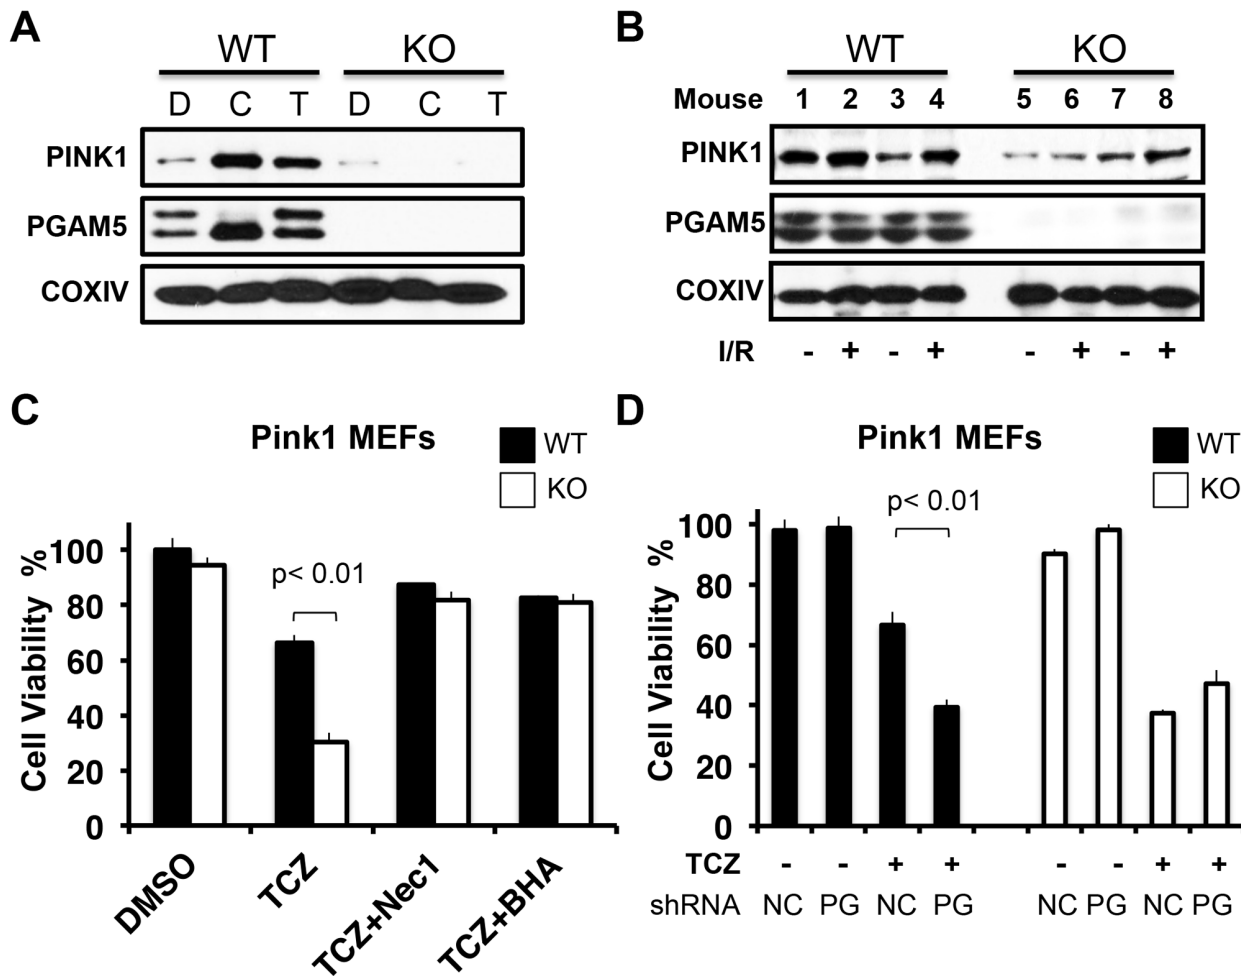 A
WT KO
D C T D C T
PINK1
PGAM5
COXIV
B
WT KO
Mouse 1 2 3 4 5 6 7 8
PINK1
PGAM5
COXIV
I/R - + - + - + - +
C
Pink1 MEFs
WT
KO
p< 0.01
Cell Viability %
100
80
60
40
20
0
DMSO
TCZ
TCZ+Nec1
TCZ+BHA
D
Pink1 MEFs
WT
KO
p< 0.01
Cell Viability %
100
80
60
40
20
0
TCZ - - + + - - + +
shRNA NC PG NC PG NC PG NC PG